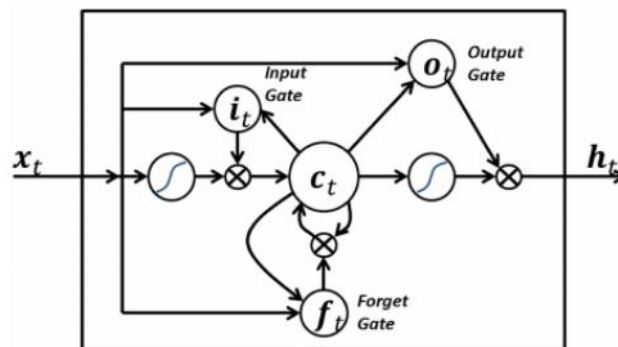 Output
Gate
o_t
Input
Gate
i_t
x_t
c_t
h_t
f_t
Forget
Gate